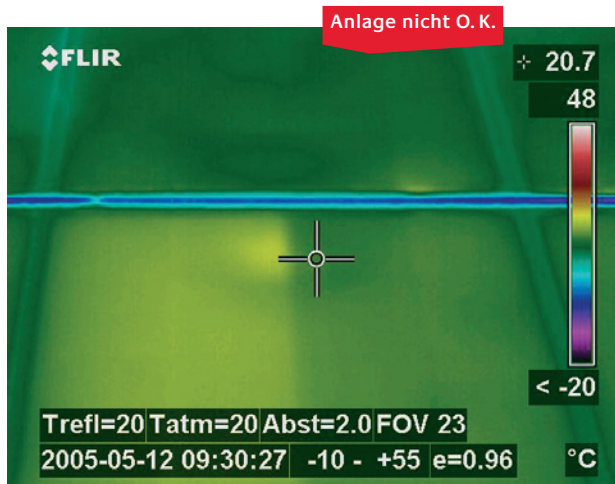 Anlage nicht O. K.
FLIR
20.7
48
< -20
Trefl=20 Tatm=20 Abst=2.0 FOV 23
2005-05-12 09:30:27 -10 - +55 e=0.96 °C